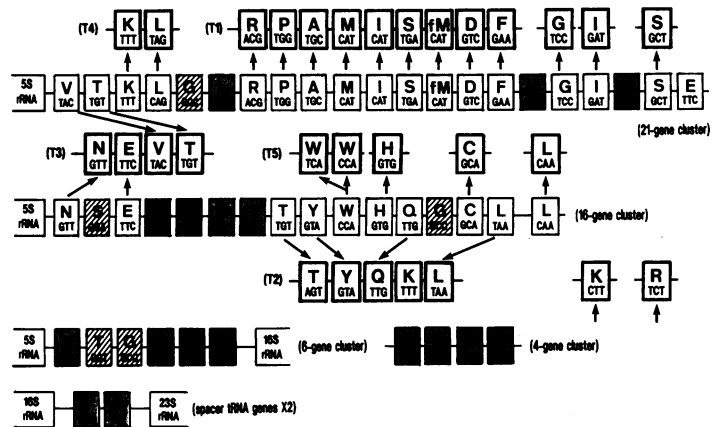 (T4) K TTT L TAG (T1) R ACG P TGG A TGC M CAT I CAT S TGA fM CAT D GTC F GAA G TCC I GAT S GCT
5S rRNA V TAC T TGT K TTT L CAG G R ACG P TGG A TGC M CAT I CAT S TGA fM CAT D GTC F GAA G TCC I GAT S GCT E TTC
(21-gene cluster)
(T3) N GTT E TTC V TAC T TGT (T5) W TCA W CCA H GTG C GCA L CAA
5S rRNA N GTT S E TTC T TGT Y GTA W CCA H GTG Q TTG G C GCA L TAA L CAA (16-gene cluster)
(T2) T AGT Y GTA Q TTG K TTT L TAA K CTT R TCT
5S rRNA T G 16S rRNA (6-gene cluster) (4-gene cluster)
16S rRNA 23S rRNA (spacer tRNA genes X2)